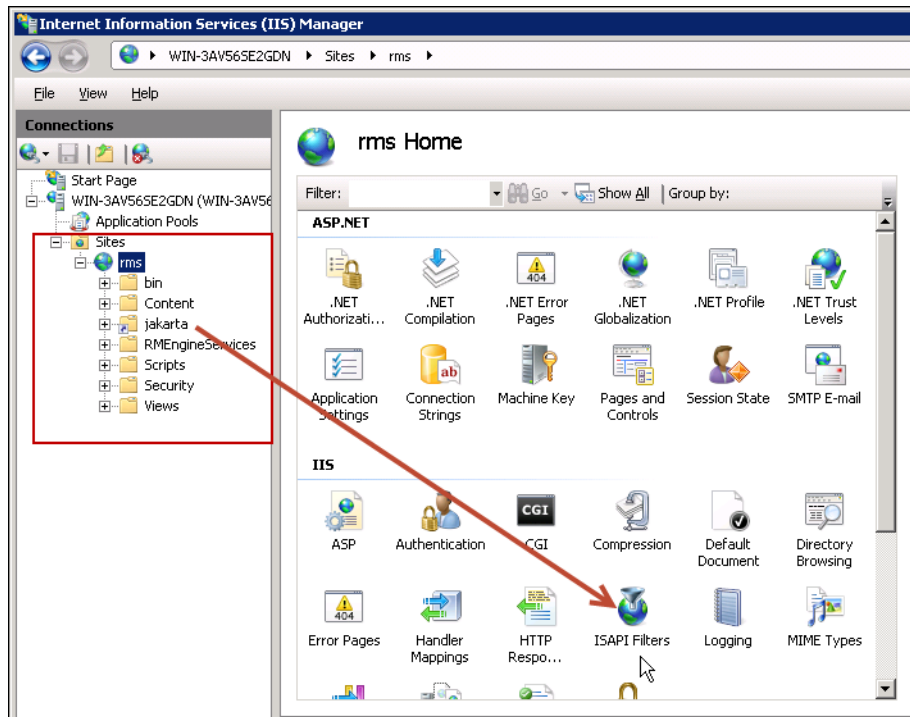 Internet Information Services (IIS) Manager
WIN-3AV56SE2GDN Sites rms
File View Help
Connections
Start Page
WIN-3AV56SE2GDN (WIN-3AV56
Application Pools
Sites
rms
bin
Content
jakarta
RMEngineServices
Scripts
Security
Views
rms Home
Filter: Go Show All Group by:
ASP.NET
.NET Authorizati...
.NET Compilation
.NET Error Pages
.NET Globalization
.NET Profile
.NET Trust Levels
Application Settings
Connection Strings
Machine Key
Pages and Controls
Session State
SMTP E-mail
IIS
ASP
Authentication
CGI
CGI
Compression
Default Document
Directory Browsing
404
Error Pages
Handler Mappings
HTTP Respo...
ISAPI Filters
Logging
MIME Types